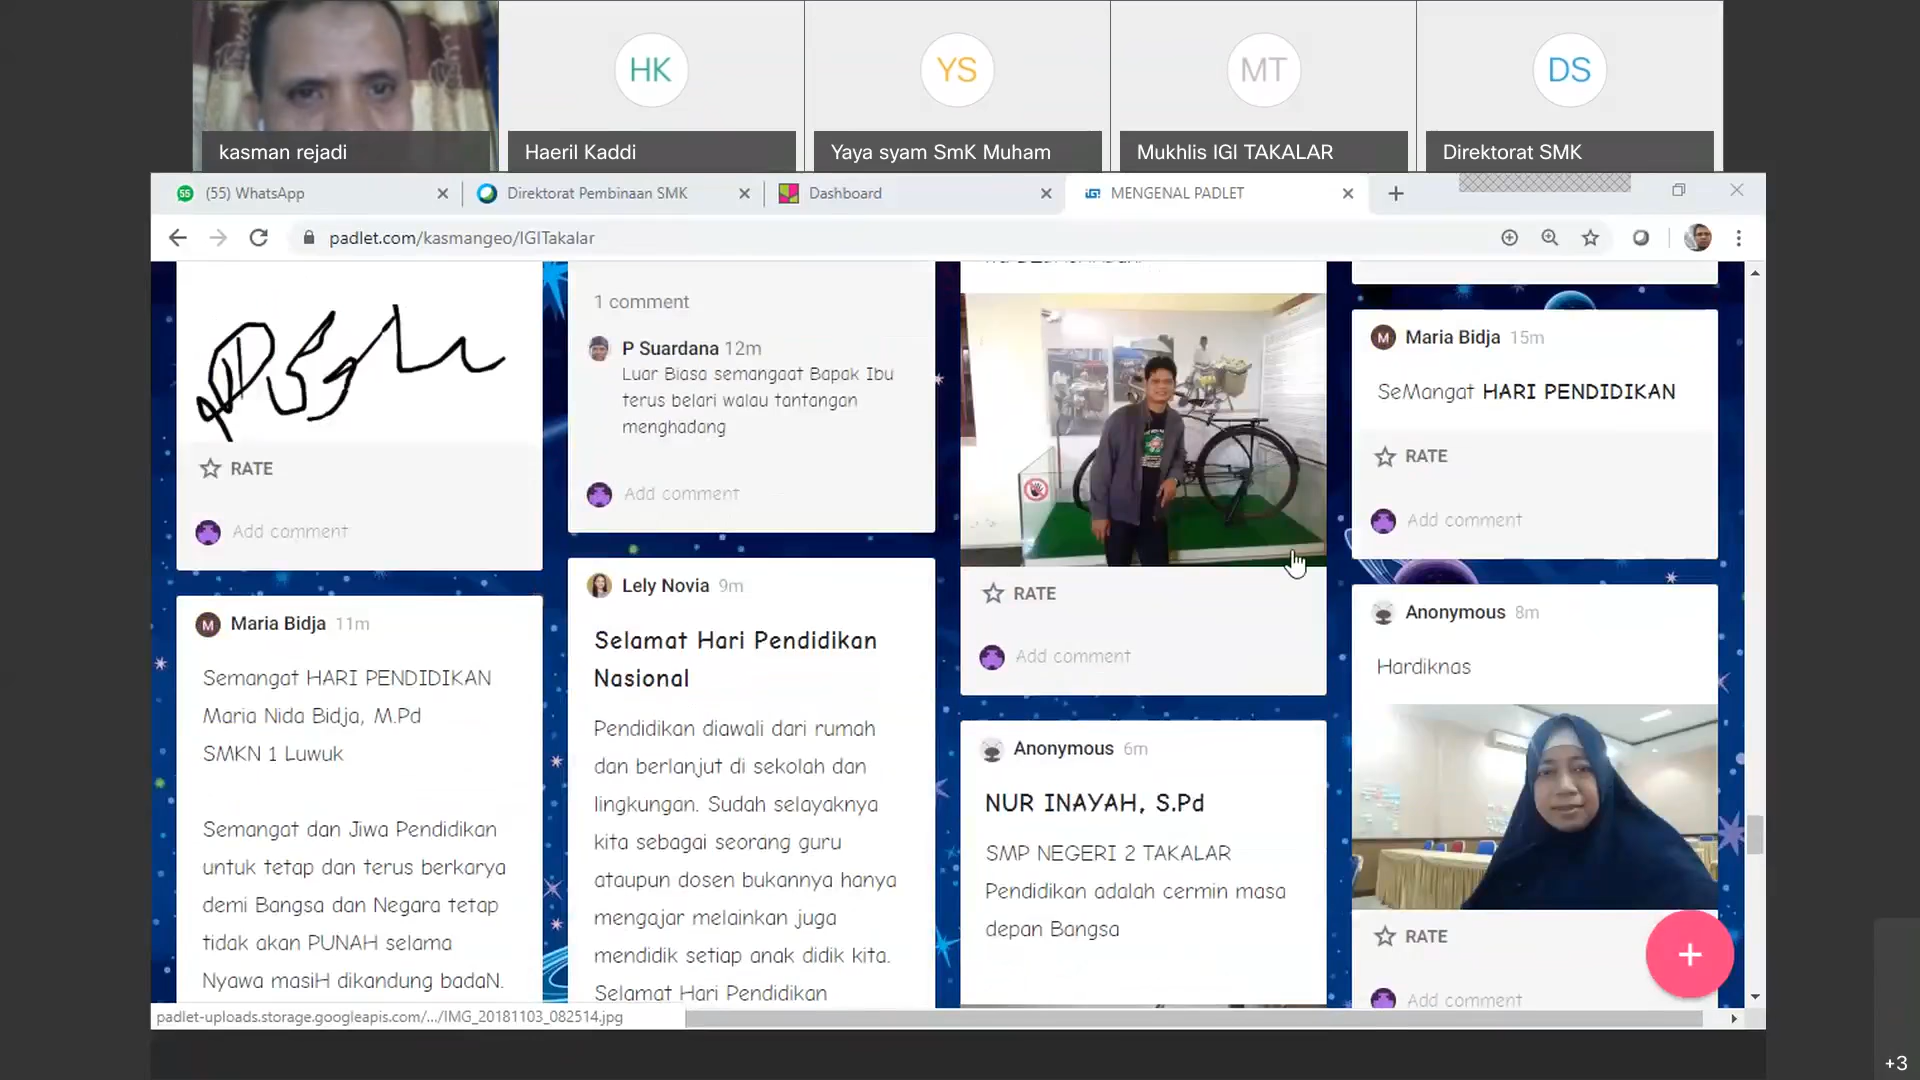 HK
YS
MT
DS
kasman rejadi
Haeril Kaddi
Yaya syam SmK Muham
Mukhlis IGI TAKALAR
Direktorat SMK
(55) WhatsApp
Direktorat Pembinaan SMK
Dashboard
MENGENAL PADLET
padlet.com/kasmangeo/IGITakalar
RATE
Add comment
Maria Bidja 11m
Semangat HARI PENDIDIKAN
Maria Nida Bidja, M.Pd
SMKN 1 Luwuk
Semangat dan Jiwa Pendidikan
untuk tetap dan terus berkarya
demi Bangsa dan Negara tetap
tidak akan PUNAH selama
Nyawa masiH dikandung badaN.
1 comment
P Suardana 12m
Luar Biasa semangaat Bapak Ibu
terus belari walau tantangan
menghadang
Add comment
Lely Novia 9m
Selamat Hari Pendidikan
Nasional
Pendidikan diawali dari rumah
dan berlanjut di sekolah dan
lingkungan. Sudah selayaknya
kita sebagai seorang guru
ataupun dosen bukannya hanya
mengajar melainkan juga
mendidik setiap anak didik kita.
Selamat Hari Pendidikan
RATE
Add comment
Anonymous 6m
NUR INAYAH, S.Pd
SMP NEGERI 2 TAKALAR
Pendidikan adalah cermin masa
depan Bangsa
Maria Bidja 15m
SeMangat HARI PENDIDIKAN
RATE
Add comment
Anonymous 8m
Hardiknas
RATE
Add comment
padlet-uploads.storage.googleapis.com/.../IMG_20181103_082514.jpg
+3